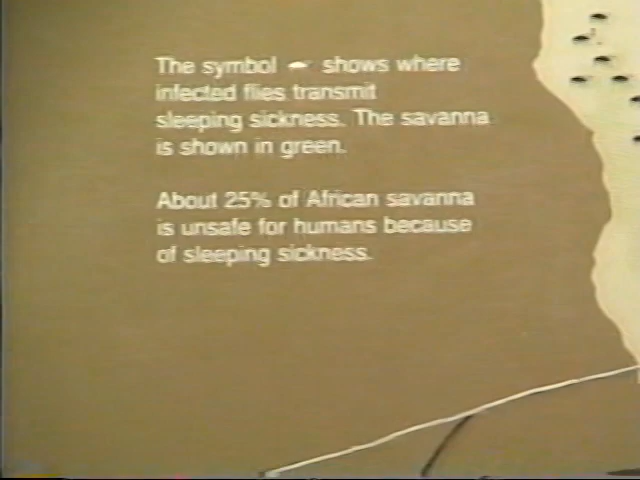 The symbol shows where
infected flies transmit
sleeping sickness. The savanna
is shown in green.
About 25% of African savanna
is unsafe for humans because
of sleeping sickness.